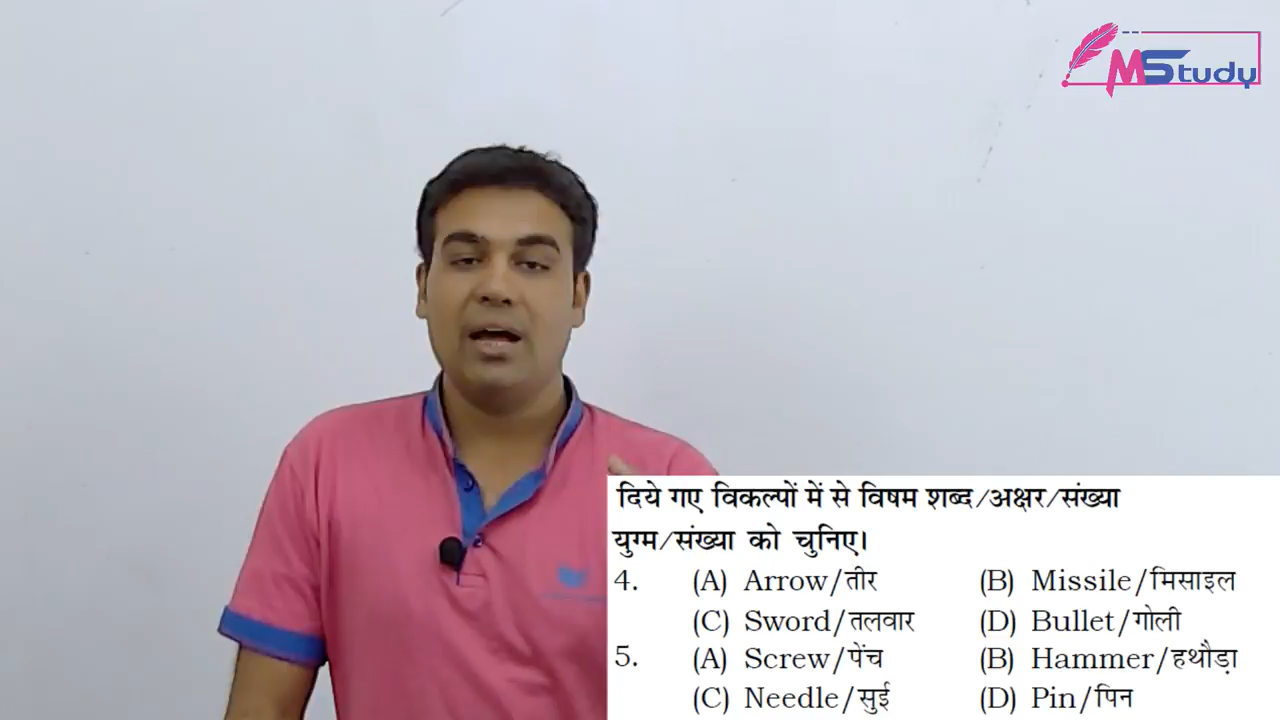 MStudy
दिये गए विकल्पों में से विषम शब्द/अक्षर/संख्या
युग्म/संख्या को चुनिए।
4. (A) Arrow/तीर (B) Missile/मिसाइल
(C) Sword/तलवार (D) Bullet/गोली
5. (A) Screw/पेंच (B) Hammer/हथौड़ा
(C) Needle/सुई (D) Pin/पिन